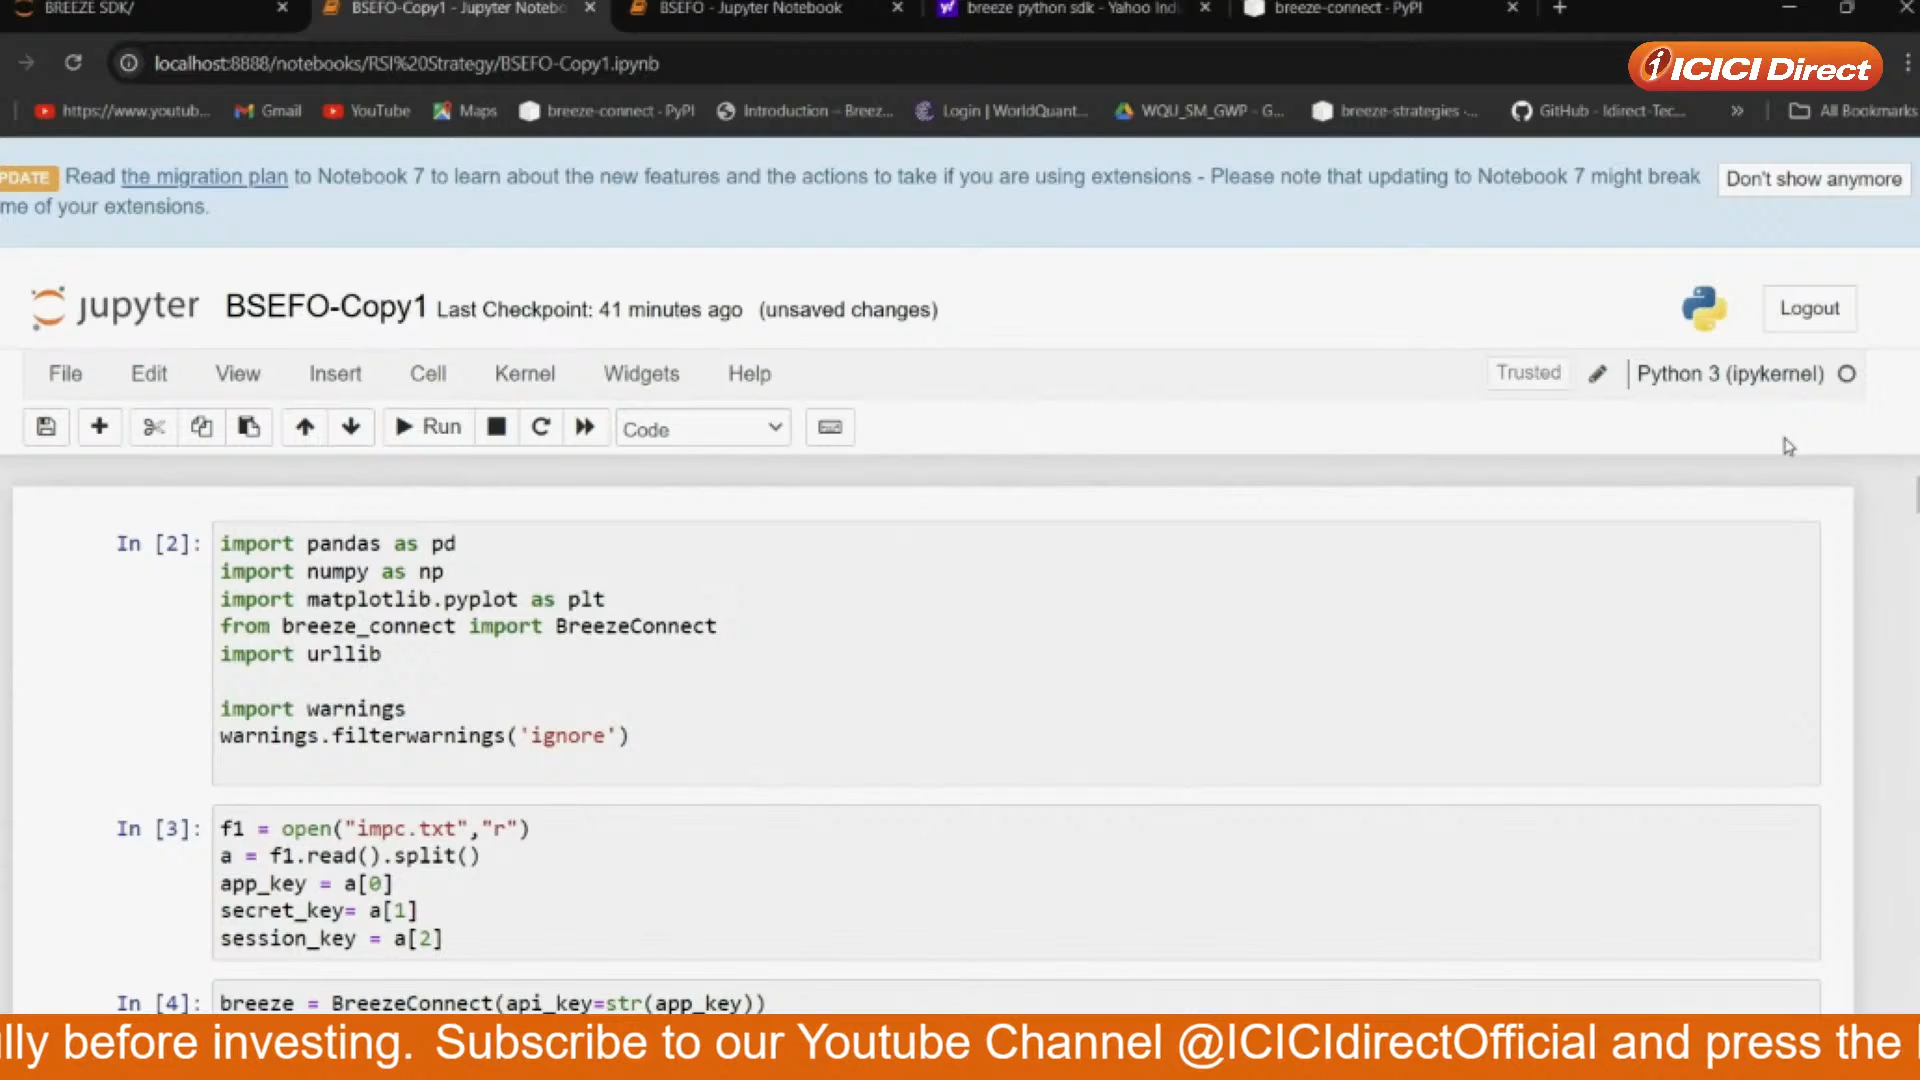 BREEZE SDK/
BSEFO-Copy1 - Jupyter Notebo
BSEFO - Jupyter Notebook
breeze python sdk - Yahoo Ind
breeze-connect · PyPI
localhost:8888/notebooks/RSI%20Strategy/BSEFO-Copy1.ipynb
ICICI Direct
https://www.youtub...
Gmail
YouTube
Maps
breeze-connect · PyPI
Introduction – Breez...
Login | WorldQuant...
WQU_SM_GWP - G...
breeze-strategies ·...
GitHub - Idirect-Tec...
»
All Bookmarks
PDATE Read the migration plan to Notebook 7 to learn about the new features and the actions to take if you are using extensions - Please note that updating to Notebook 7 might break
me of your extensions.
Don't show anymore
jupyter BSEFO-Copy1 Last Checkpoint: 41 minutes ago (unsaved changes)
Logout
File Edit View Insert Cell Kernel Widgets Help
Trusted
Python 3 (ipykernel)
Run
Code
In [2]: import pandas as pd
import numpy as np
import matplotlib.pyplot as plt
from breeze_connect import BreezeConnect
import urllib
import warnings
warnings.filterwarnings('ignore')
In [3]: f1 = open("impc.txt","r")
a = f1.read().split()
app_key = a[0]
secret_key= a[1]
session_key = a[2]
In [4]: breeze = BreezeConnect(api_key=str(app_key))
ully before investing. Subscribe to our Youtube Channel @ICICIdirectOfficial and press the